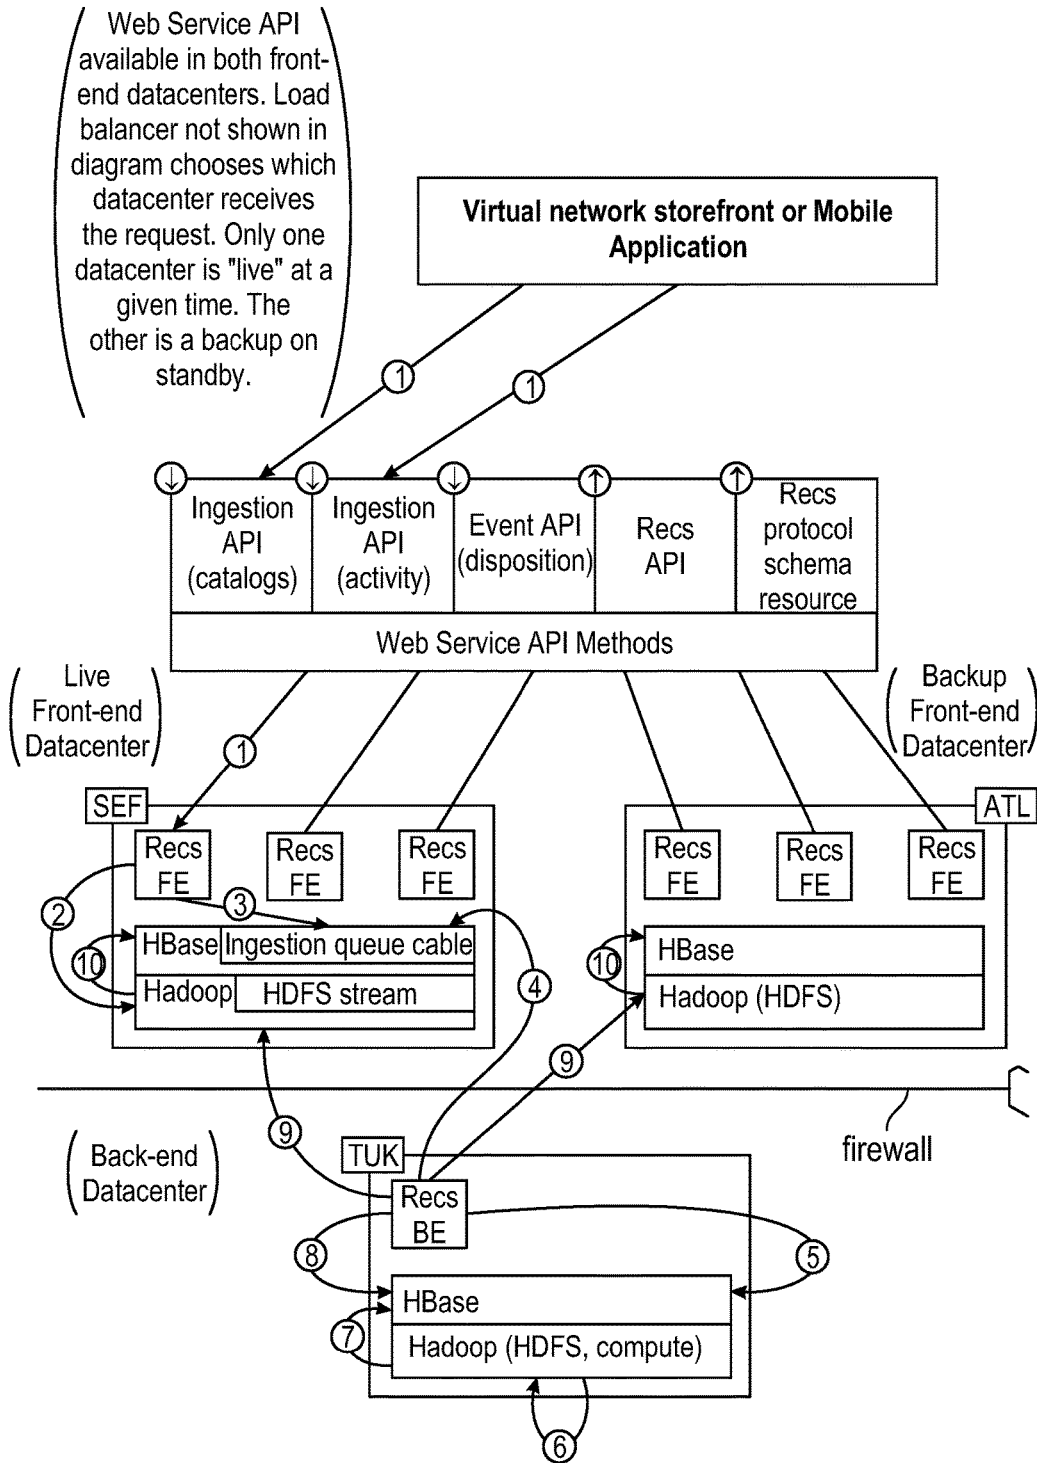 Web Service API
available in both front-
end datacenters. Load
balancer not shown in
diagram chooses which
datacenter receives
the request. Only one
datacenter is "live" at a
given time. The
other is a backup on
standby.
Virtual network storefront or Mobile
Application
1
1
Ingestion
API
(catalogs)
Ingestion
API
(activity)
Event API
(disposition)
Recs
API
Recs
protocol
schema
resource
Web Service API Methods
Live
Front-end
Datacenter
Backup
Front-end
Datacenter
1
SEF
Recs
FE
Recs
FE
Recs
FE
2
3
HBase
Ingestion queue cable
10
Hadoop
HDFS stream
4
ATL
Recs
FE
Recs
FE
Recs
FE
HBase
10
Hadoop (HDFS)
9
9
firewall
Back-end
Datacenter
TUK
Recs
BE
8
5
HBase
7
Hadoop (HDFS, compute)
6